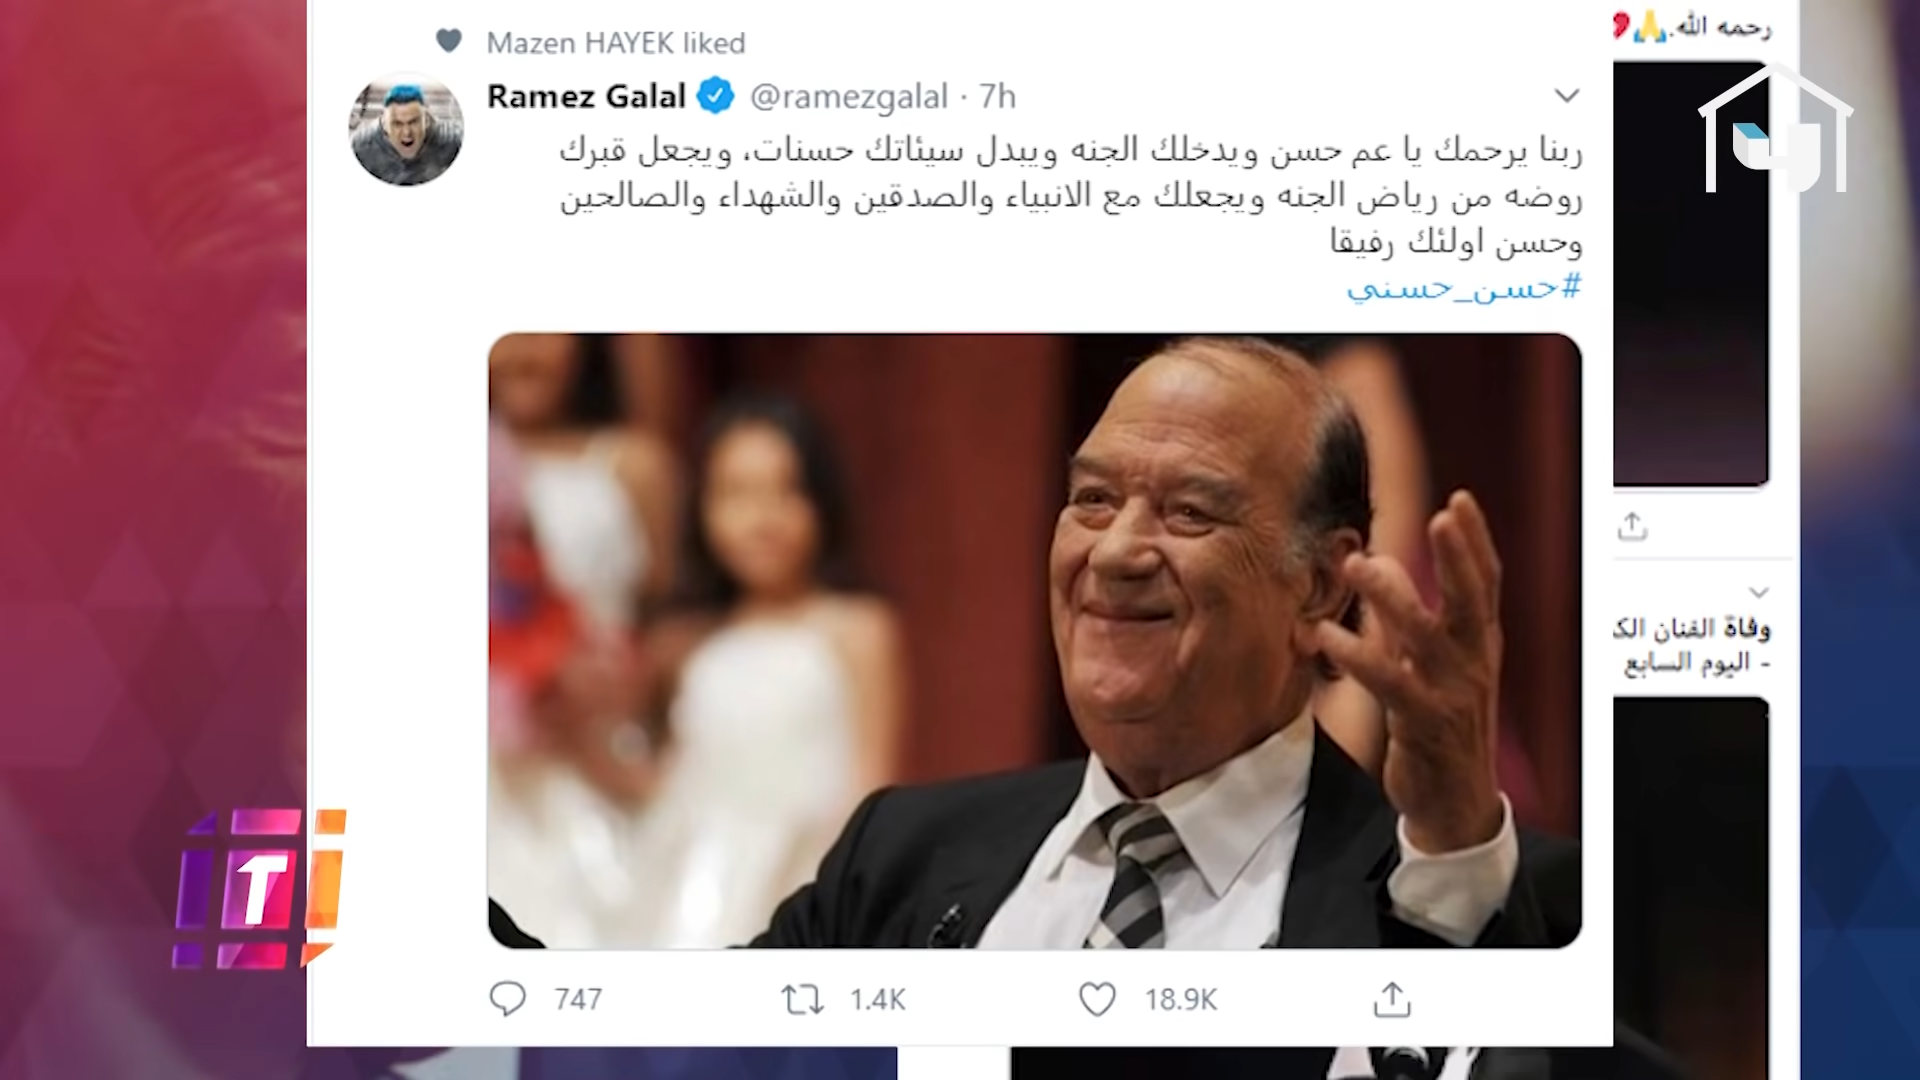 Mazen HAYEK liked
Ramez Galal @ramezgalal · 7h
ربنا يرحمك يا عم حسن ويدخلك الجنه ويبدل سيئاتك حسنات، ويجعل قبرك
روضه من رياض الجنه ويجعلك مع الانبياء والصدقين والشهداء والصالحين
وحسن اولئك رفيقا
#حسن_حسني
747 1.4K 18.9K
رحمه الله.🙏
وفاة الفنان
- اليوم السابع
T